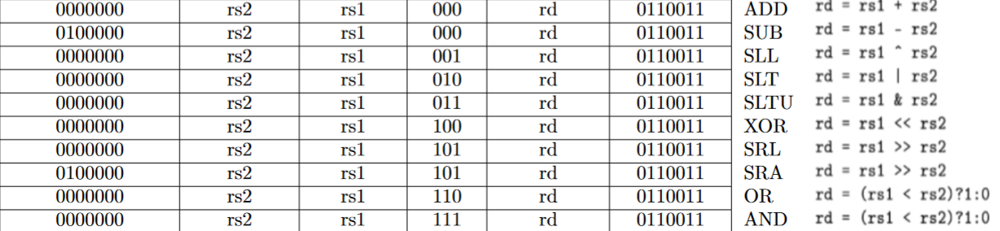 0000000 rs2 rs1 000 rd 0110011 ADD rd = rs1 + rs2
0100000 rs2 rs1 000 rd 0110011 SUB rd = rs1 - rs2
0000000 rs2 rs1 001 rd 0110011 SLL rd = rs1 ^ rs2
0000000 rs2 rs1 010 rd 0110011 SLT rd = rs1 | rs2
0000000 rs2 rs1 011 rd 0110011 SLTU rd = rs1 & rs2
0000000 rs2 rs1 100 rd 0110011 XOR rd = rs1 << rs2
0000000 rs2 rs1 101 rd 0110011 SRL rd = rs1 >> rs2
0100000 rs2 rs1 101 rd 0110011 SRA rd = rs1 >> rs2
0000000 rs2 rs1 110 rd 0110011 OR rd = (rs1 < rs2)?1:0
0000000 rs2 rs1 111 rd 0110011 AND rd = (rs1 < rs2)?1:0